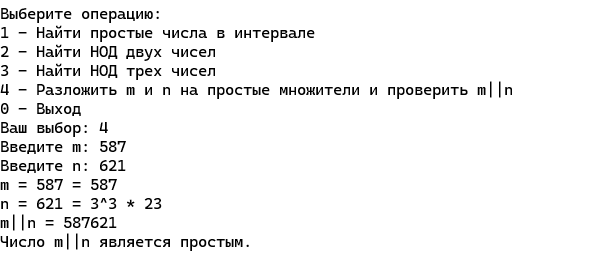 Выберите операцию:
1 – Найти простые числа в интервале
2 – Найти НОД двух чисел
3 – Найти НОД трех чисел
4 – Разложить m и n на простые множители и проверить m||n
0 – Выход
Ваш выбор: 4
Введите m: 587
Введите n: 621
m = 587 = 587
n = 621 = 3^3 * 23
m||n = 587621
Число m||n является простым.